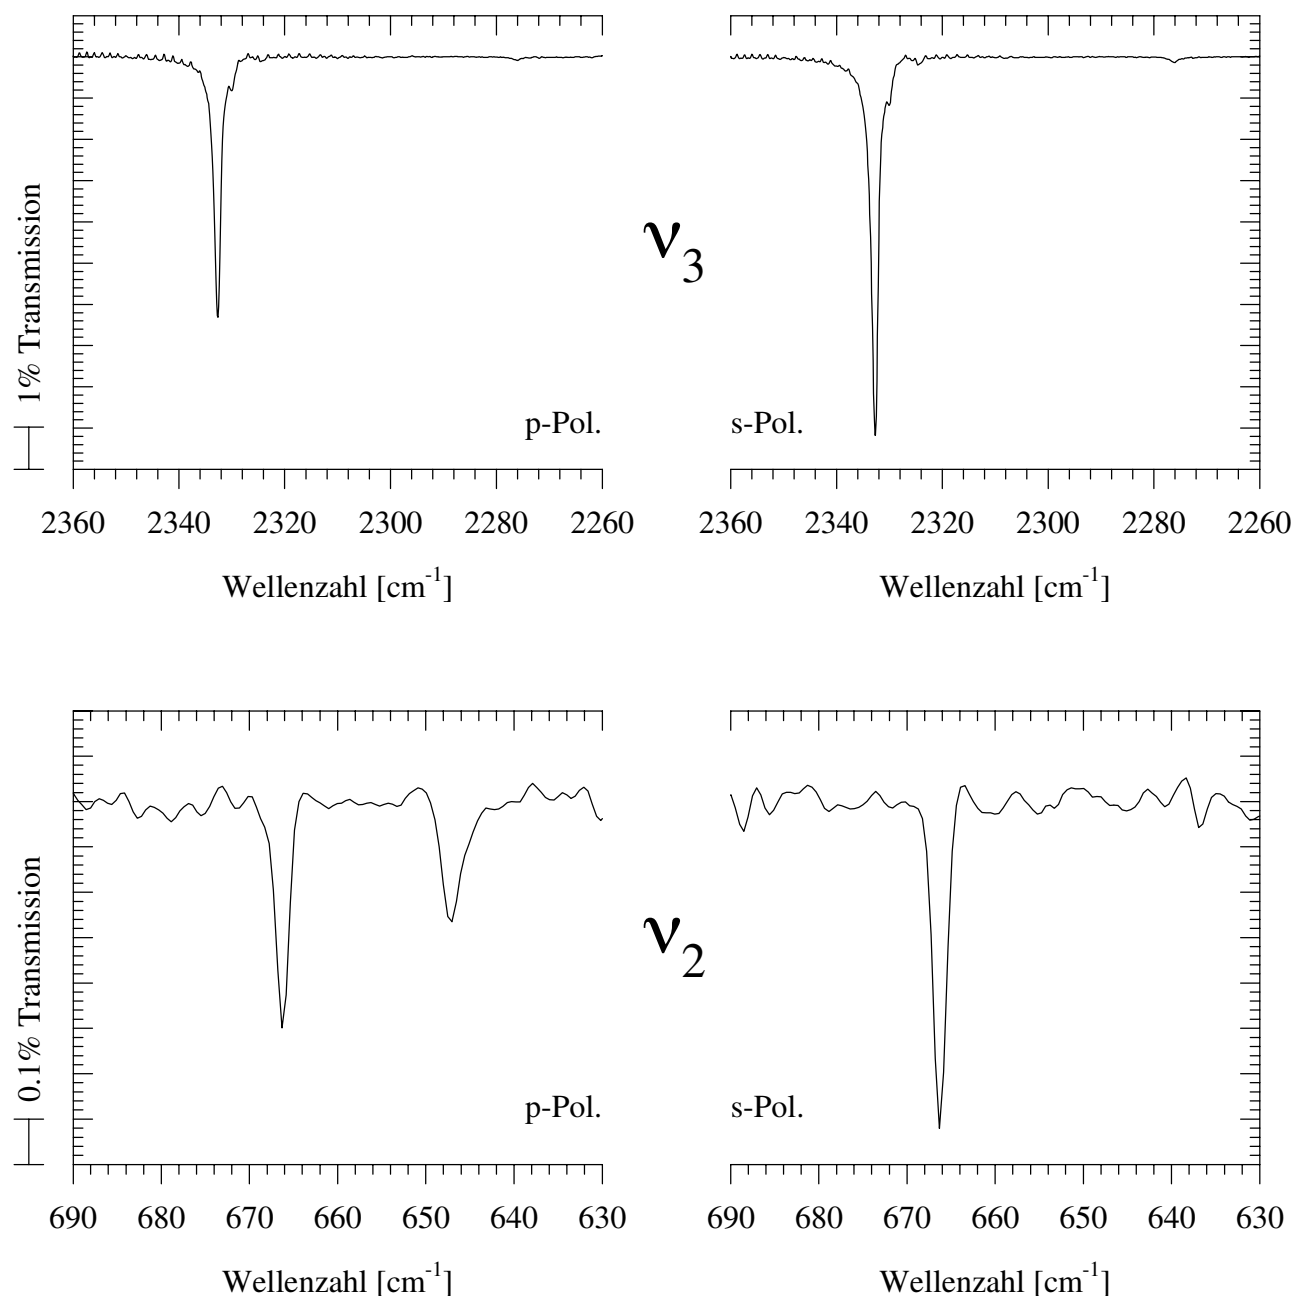 1% Transmission
ν3
p-Pol.
s-Pol.
2360 2340 2320 2300 2280 2260
2360 2340 2320 2300 2280 2260
Wellenzahl [cm-1]
Wellenzahl [cm-1]
0.1% Transmission
ν2
p-Pol.
s-Pol.
690 680 670 660 650 640 630
690 680 670 660 650 640 630
Wellenzahl [cm-1]
Wellenzahl [cm-1]